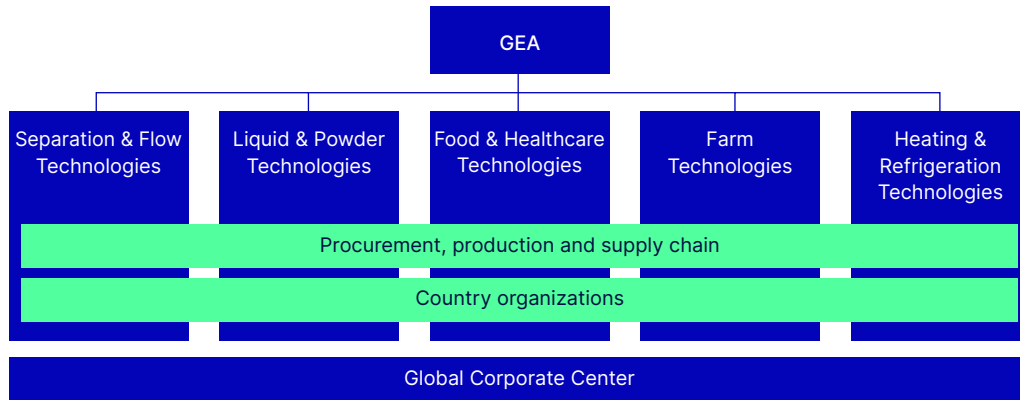 GEA
Separation & Flow
Technologies
Liquid & Powder
Technologies
Food & Healthcare
Technologies
Farm
Technologies
Heating &
Refrigeration
Technologies
Procurement, production and supply chain
Country organizations
Global Corporate Center